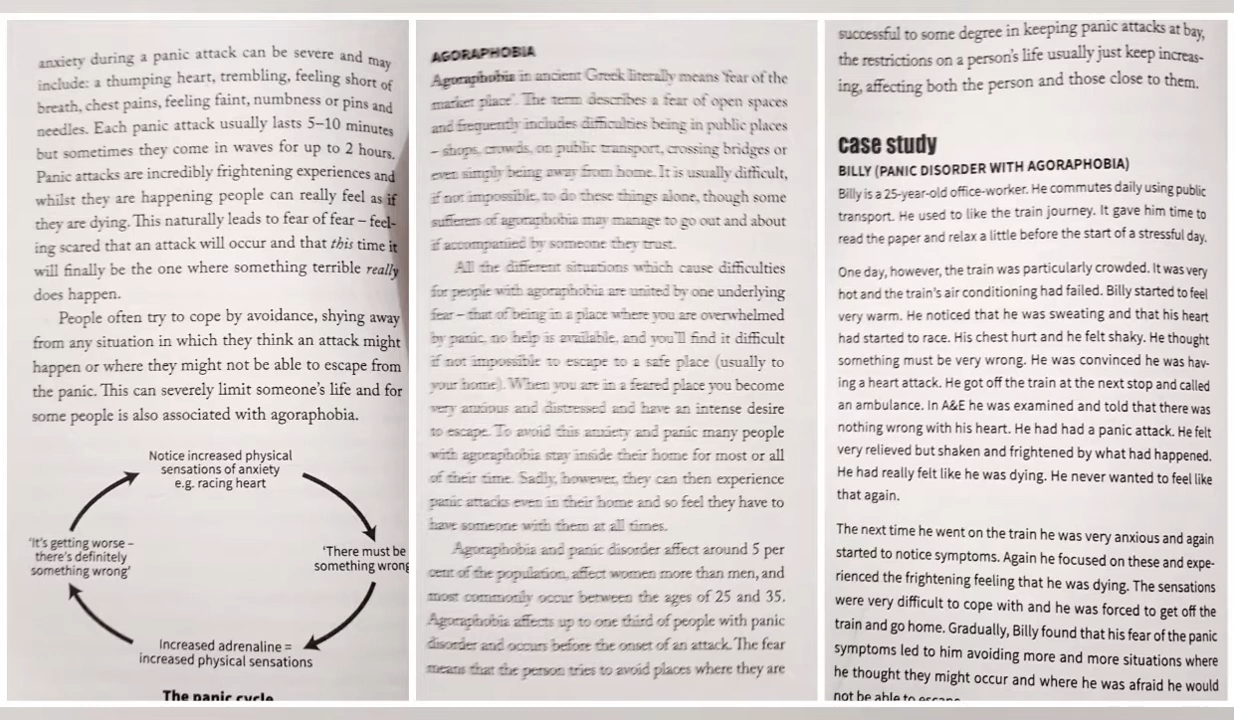 anxiety during a panic attack can be severe and may
include: a thumping heart, trembling, feeling short of
breath, chest pains, feeling faint, numbness or pins and
needles. Each panic attack usually lasts 5–10 minutes
but sometimes they come in waves for up to 2 hours.
Panic attacks are incredibly frightening experiences and
whilst they are happening people can really feel as if
they are dying. This naturally leads to fear of fear – feel-
ing scared that an attack will occur and that this time it
will finally be the one where something terrible really
does happen.
People often try to cope by avoidance, shying away
from any situation in which they think an attack might
happen or where they might not be able to escape from
the panic. This can severely limit someone's life and for
some people is also associated with agoraphobia.
Notice increased physical
sensations of anxiety
e.g. racing heart
'There must be
something wrong
Increased adrenaline =
increased physical sensations
'It's getting worse –
there's definitely
something wrong'
The panic cycle
AGORAPHOBIA
Agoraphobia in ancient Greek literally means 'fear of the
market place'. The term describes a fear of open spaces
and frequently includes difficulties being in public places
– shops, crowds, on public transport, crossing bridges or
even simply being away from home. It is usually difficult,
if not impossible, to do these things alone, though some
sufferers of agoraphobia may manage to go out and about
if accompanied by someone they trust.
All the different situations which cause difficulties
for people with agoraphobia are united by one underlying
fear – that of being in a place where you are overwhelmed
by panic, no help is available, and you'll find it difficult
if not impossible to escape to a safe place (usually to
your home). When you are in a feared place you become
very anxious and distressed and have an intense desire
to escape. To avoid this anxiety and panic many people
with agoraphobia stay inside their home for most or all
of their time. Sadly, however, they can then experience
panic attacks even in their home and so feel they have to
have someone with them at all times.
Agoraphobia and panic disorder affect around 5 per
cent of the population, affect women more than men, and
most commonly occur between the ages of 25 and 35.
Agoraphobia affects up to one third of people with panic
disorder and occurs before the onset of an attack. The fear
means that the person tries to avoid places where they are
successful to some degree in keeping panic attacks at bay,
the restrictions on a person's life usually just keep increas-
ing, affecting both the person and those close to them.
case study
BILLY (PANIC DISORDER WITH AGORAPHOBIA)
Billy is a 25-year-old office-worker. He commutes daily using public
transport. He used to like the train journey. It gave him time to
read the paper and relax a little before the start of a stressful day.
One day, however, the train was particularly crowded. It was very
hot and the train's air conditioning had failed. Billy started to feel
very warm. He noticed that he was sweating and that his heart
had started to race. His chest hurt and he felt shaky. He thought
something must be very wrong. He was convinced he was hav-
ing a heart attack. He got off the train at the next stop and called
an ambulance. In A&E he was examined and told that there was
nothing wrong with his heart. He had had a panic attack. He felt
very relieved but shaken and frightened by what had happened.
He had really felt like he was dying. He never wanted to feel like
that again.
The next time he went on the train he was very anxious and again
started to notice symptoms. Again he focused on these and expe-
rienced the frightening feeling that he was dying. The sensations
were very difficult to cope with and he was forced to get off the
train and go home. Gradually, Billy found that his fear of the panic
symptoms led to him avoiding more and more situations where
he thought they might occur and where he was afraid he would
not be able to escape.